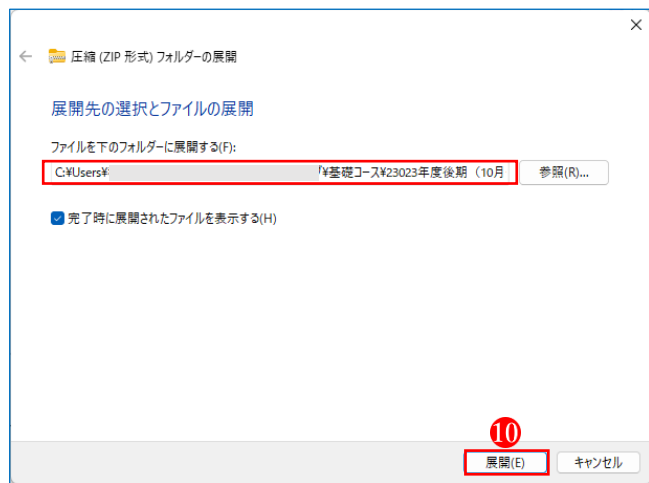 圧縮 (ZIP 形式) フォルダーの展開
展開先の選択とファイルの展開
ファイルを下のフォルダーに展開する(F):
C:¥Users¥ ¥基礎コース¥23023年度後期（10月
参照(R)...
完了時に展開されたファイルを表示する(H)
10
展開(E)
キャンセル